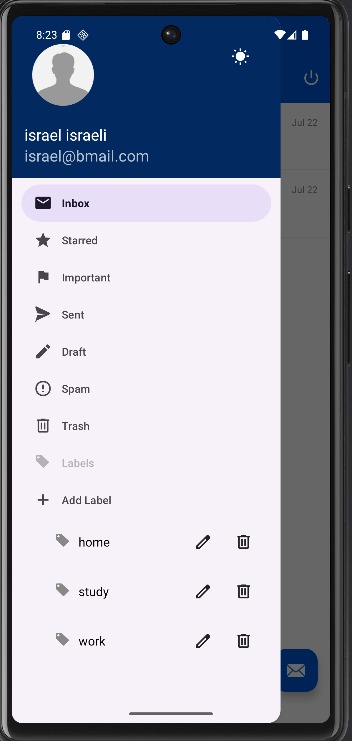 8:23
israel israeli
israel@bmail.com
Jul 22
Jul 22
Inbox
Starred
Important
Sent
Draft
Spam
Trash
Labels
Add Label
home
study
work